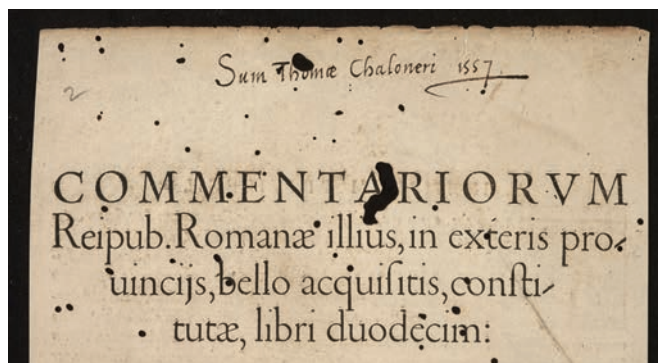 Sum Thomæ Chaloneri 1557.
2
COMMENTARIORVM
Reipub. Romanæ illius, in exteris pro-
uincijs, bello acquiſitis, conſti-
tutæ, libri duodecim: